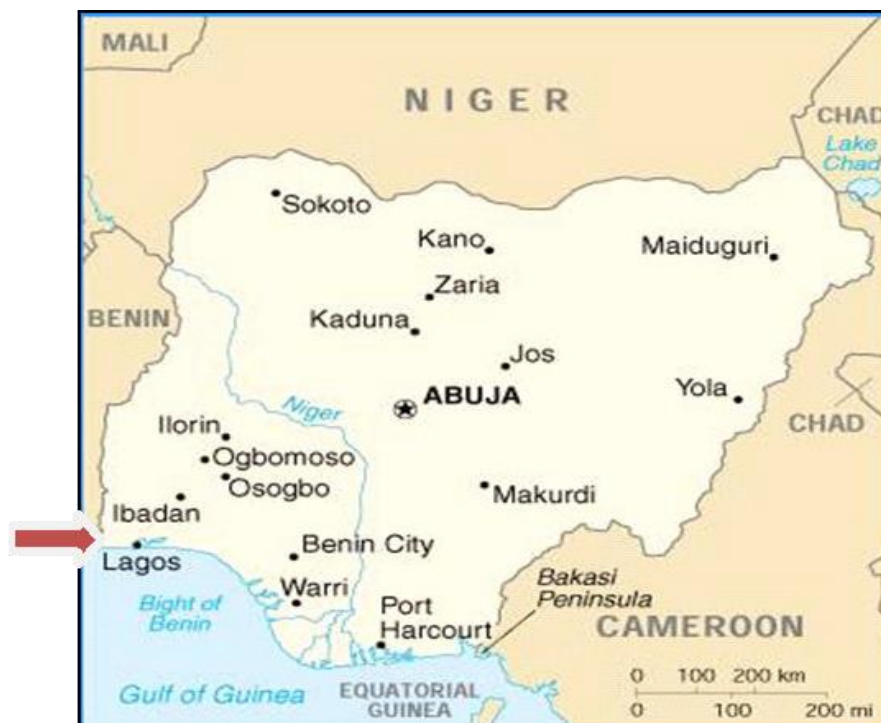 MALI
NIGER
CHAD
Lake
Chad
Sokoto
Kano
Maiduguri
Zaria
BENIN
Kaduna
Jos
Niger
ABUJA
Yola
CHAD
Ilorin
Ogbomoso
Osogbo
Makurdi
Ibadan
Benin City
Lagos
Bight of
Benin
Warri
Port
Harcourt
Bakasi
Peninsula
CAMEROON
Gulf of Guinea
EQUATORIAL
GUINEA
0 100 200 km
0 100 200 mi